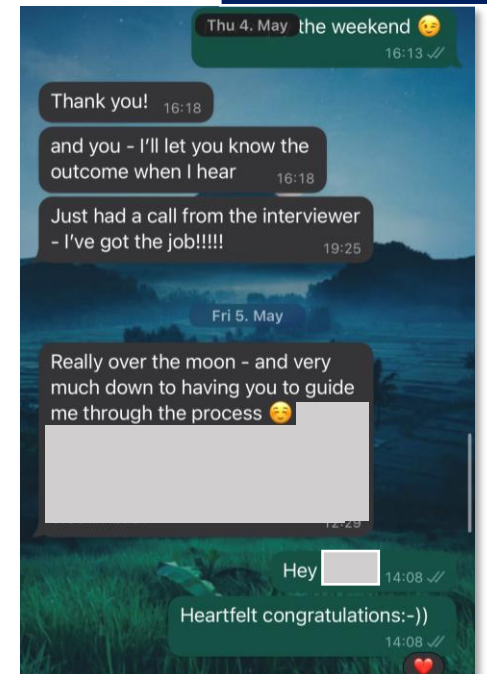 Thu 4. May the weekend 😉
16:13
Thank you! 16:18
and you - I'll let you know the
outcome when I hear 16:18
Just had a call from the interviewer
- I've got the job!!!!! 19:25
Fri 5. May
Really over the moon - and very
much down to having you to guide
me through the process ☺️
12:29
Hey 14:08
Heartfelt congratulations:-))
14:08
❤️